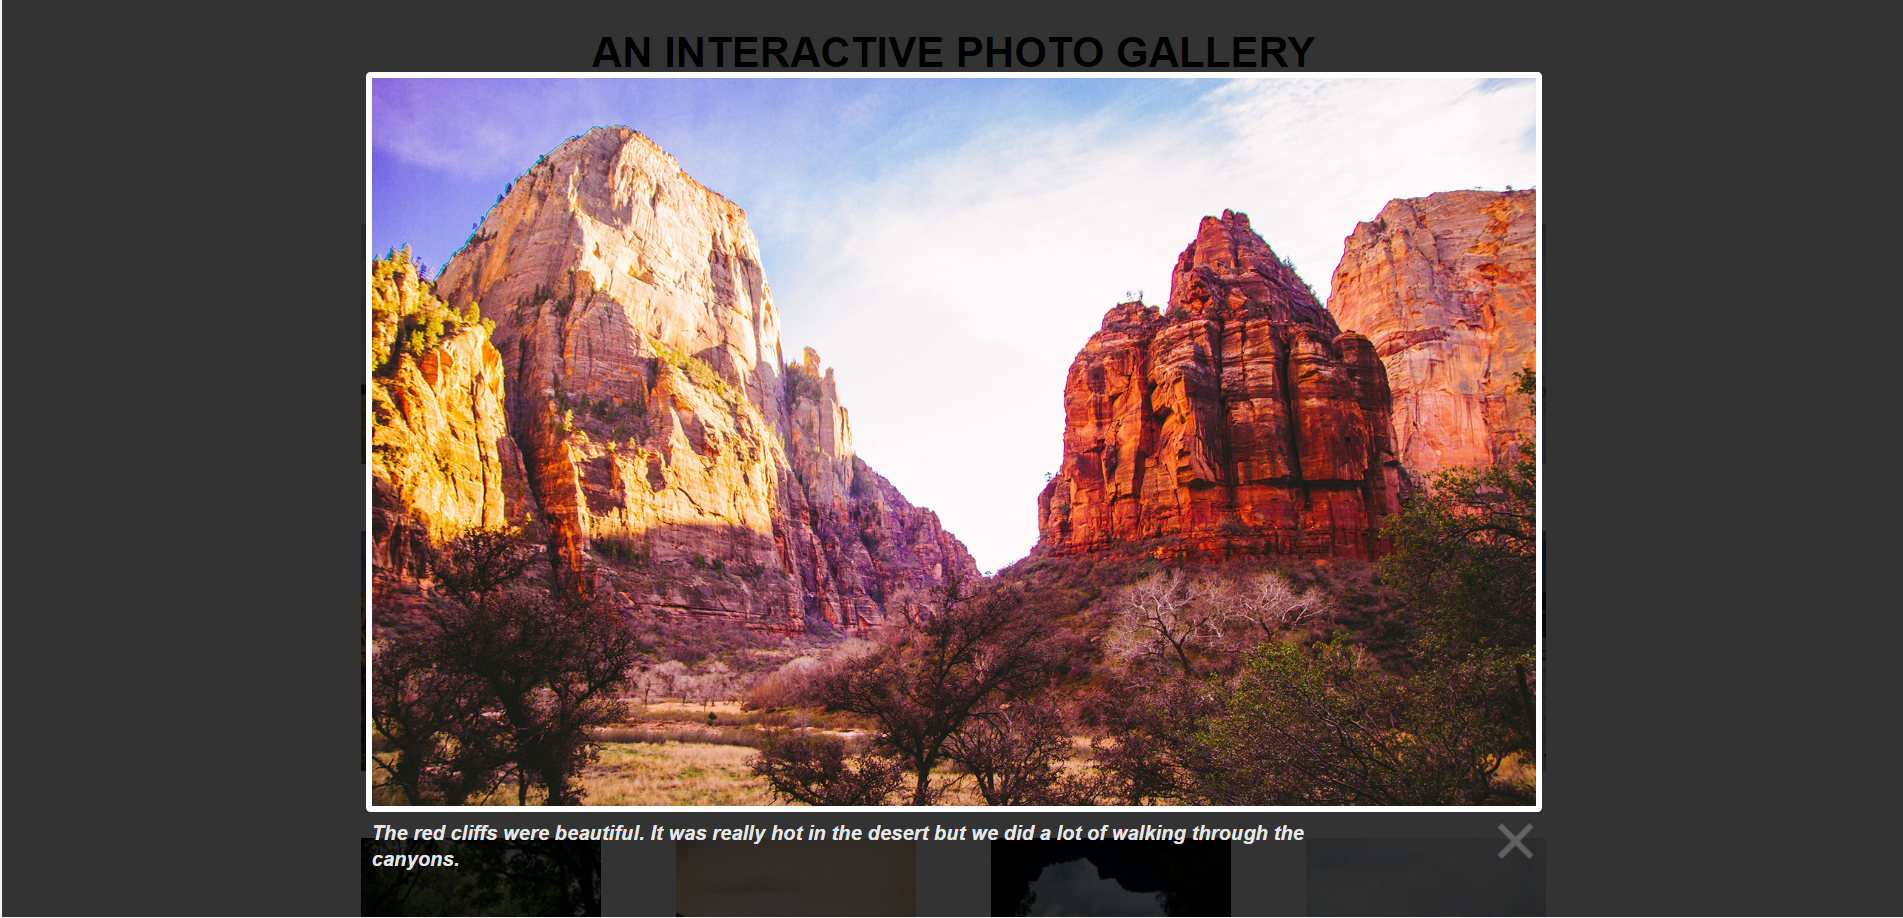 AN INTERACTIVE PHOTO GALLERY
The red cliffs were beautiful. It was really hot in the desert but we did a lot of walking through the
canyons.